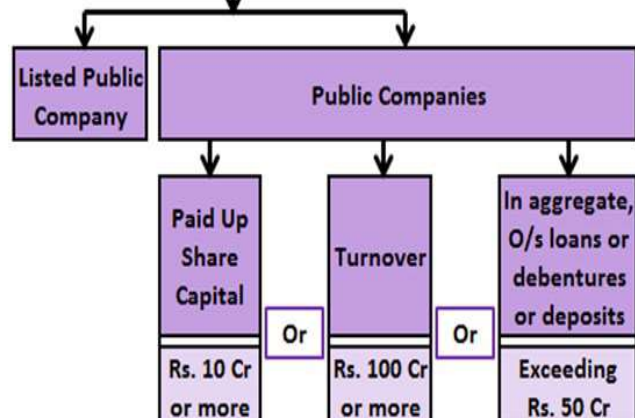 Listed Public
Company
Public Companies
Paid Up
Share
Capital
Or
Turnover
Or
In aggregate,
O/s loans or
debentures
or deposits
Rs. 10 Cr
or more
Rs. 100 Cr
or more
Exceeding
Rs. 50 Cr